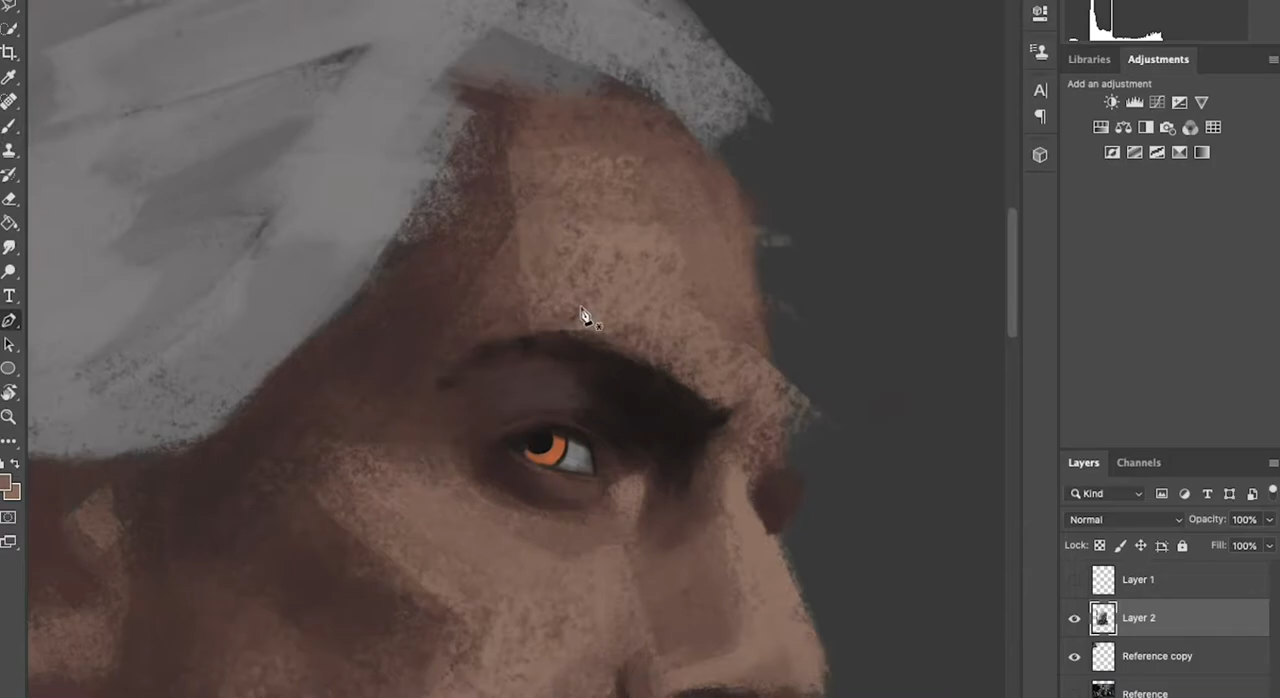 Libraries
Adjustments
Add an adjustment
Layers
Channels
Kind
Normal
Opacity: 100%
Lock:
Fill: 100%
Layer 1
Layer 2
Reference copy
Reference